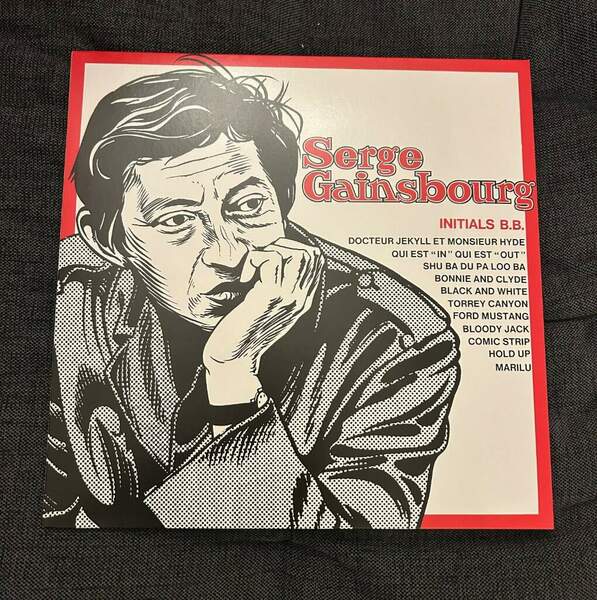 Serge
Gainsbourg
INITIALS B.B.
DOCTEUR JEKYLL ET MONSIEUR HYDE
QUI EST "IN" QUI EST "OUT"
SHU BA DU PA LOO BA
BONNIE AND CLYDE
BLACK AND WHITE
TORREY CANYON
FORD MUSTANG
BLOODY JACK
COMIC STRIP
HOLD UP
MARILU